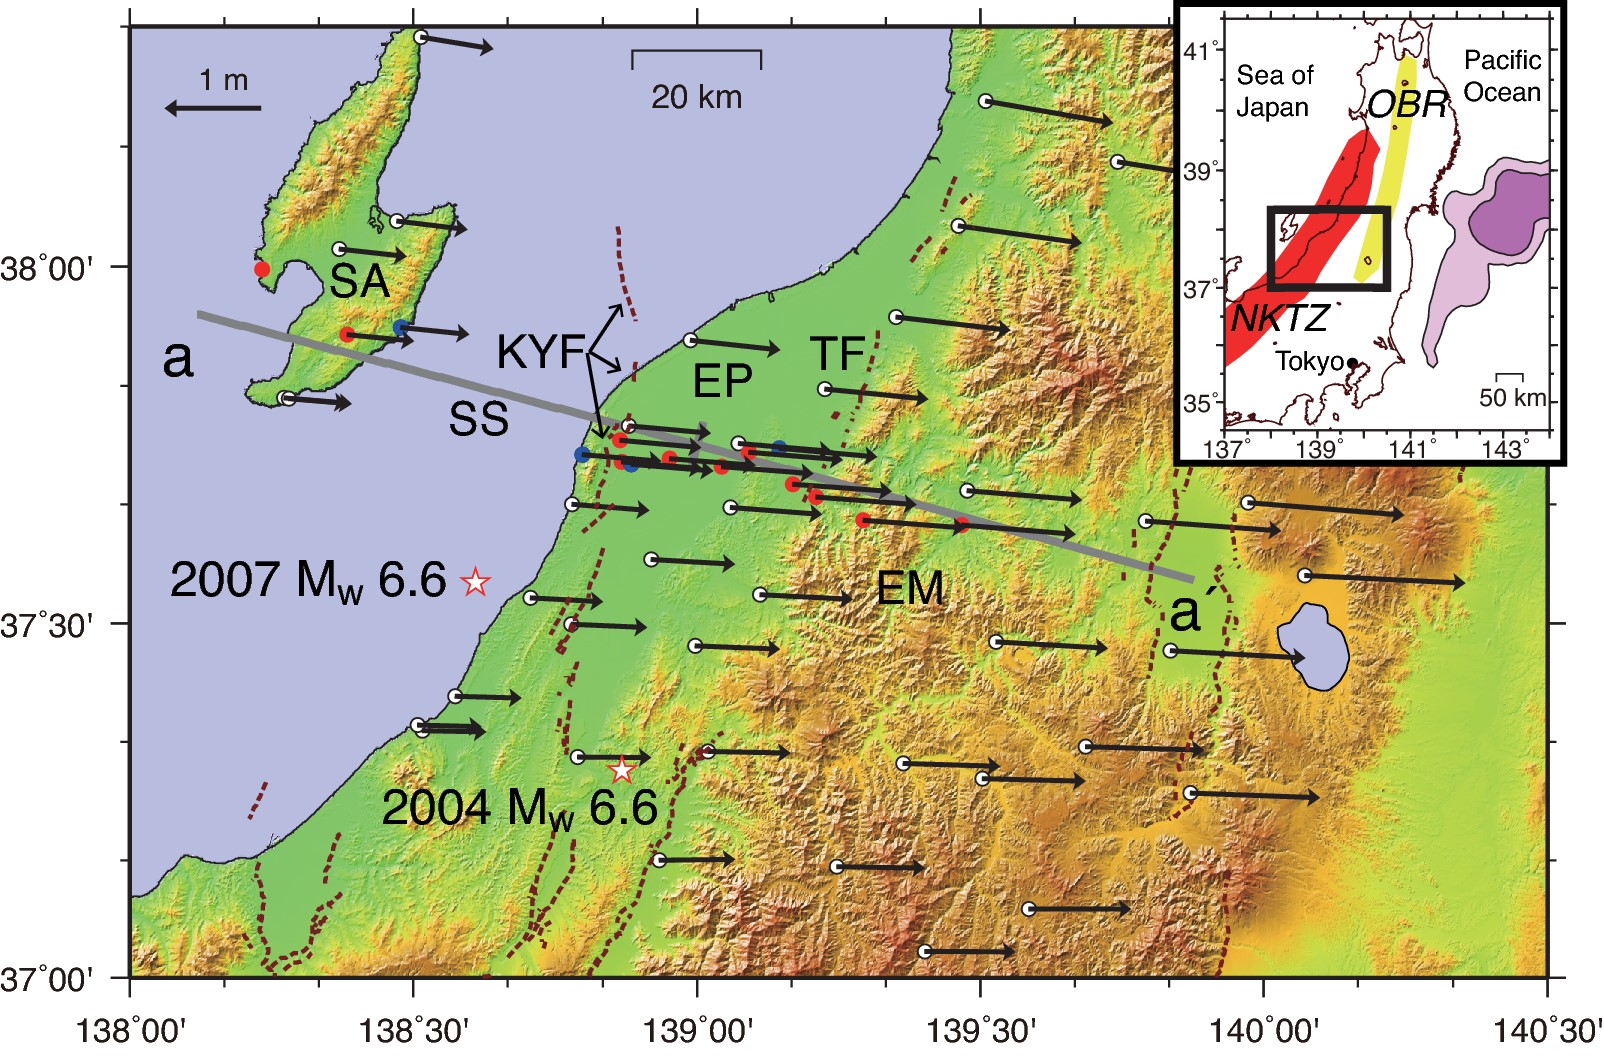 1 m
20 km
SA
38°00'
a
KYF
SS
EP
TF
2007 Mw 6.6
EM
a´
37°30'
2004 Mw 6.6
37°00'
138°00'
138°30'
139°00'
139°30'
140°00'
140°30'
41°
39°
37°
35°
Sea of
Japan
OBR
Pacific
Ocean
NKTZ
Tokyo
50 km
137°
139°
141°
143°